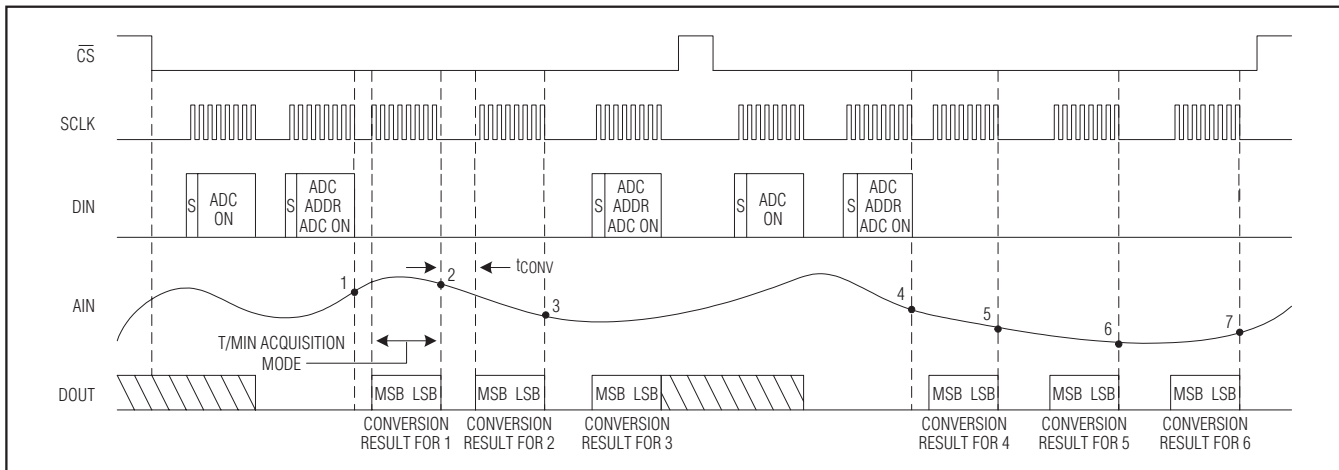 CS
SCLK
DIN
S
ADC
ON
S
ADC
ADDR
ADC ON
S
ADC
ADDR
ADC ON
S
ADC
ON
S
ADC
ADDR
ADC ON
AIN
1
2
tCONV
3
4
5
6
7
T/MIN ACQUISITION
MODE
DOUT
MSB LSB
MSB LSB
MSB LSB
MSB LSB
MSB LSB
MSB LSB
CONVERSION
RESULT FOR 1
CONVERSION
RESULT FOR 2
CONVERSION
RESULT FOR 3
CONVERSION
RESULT FOR 4
CONVERSION
RESULT FOR 5
CONVERSION
RESULT FOR 6